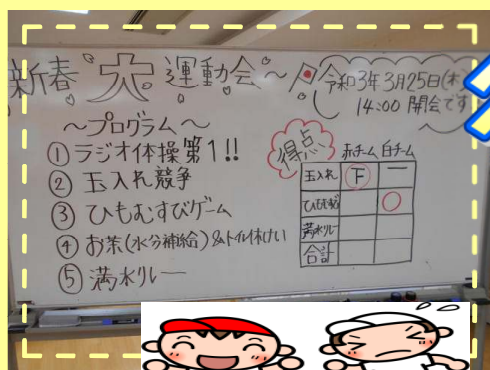 新春大運動会～
令和3年3月25日(木)
14:00 開会です
～プログラム～
① ラジオ体操第1!!
② 玉入れ競争
③ ひもむすびゲーム
④ お茶(水分補給)&トイレ休けい
⑤ 満水リレー
得点
赤チーム 白チーム
玉入れ 下 一
ひもむすび ○
満水リレー
合計